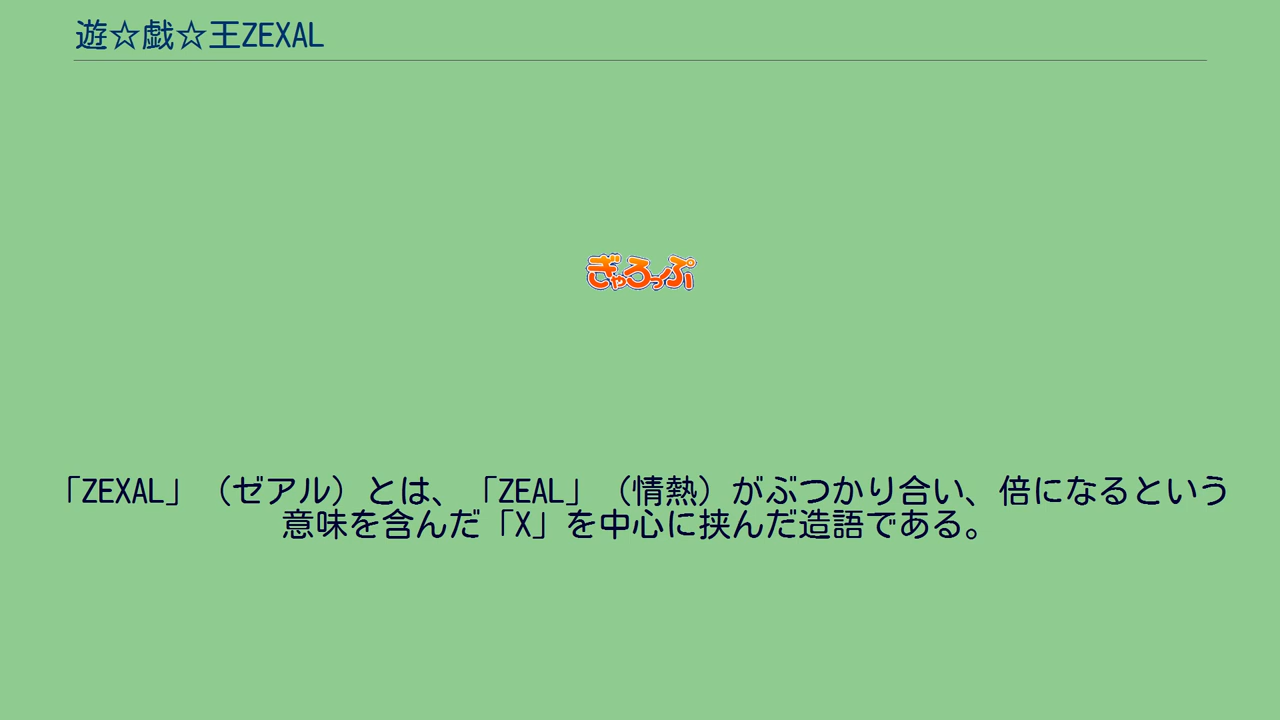 遊☆戯☆王ZEXAL
ぎゃろっぷ
「ZEXAL」（ゼアル）とは、「ZEAL」（情熱）がぶつかり合い、倍になるという
意味を含んだ「X」を中心に挟んだ造語である。